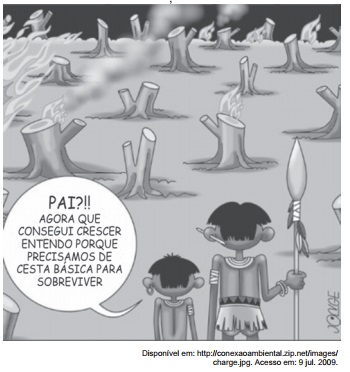 PAI?!!
AGORA QUE
CONSEGUI CRESCER
ENTENDO PORQUE
PRECISAMOS DE
CESTA BÁSICA PARA
SOBREVIVER
JORGE
Disponível em: http://conexaoambiental.zip.net/images/
charge.jpg. Acesso em: 9 jul. 2009.